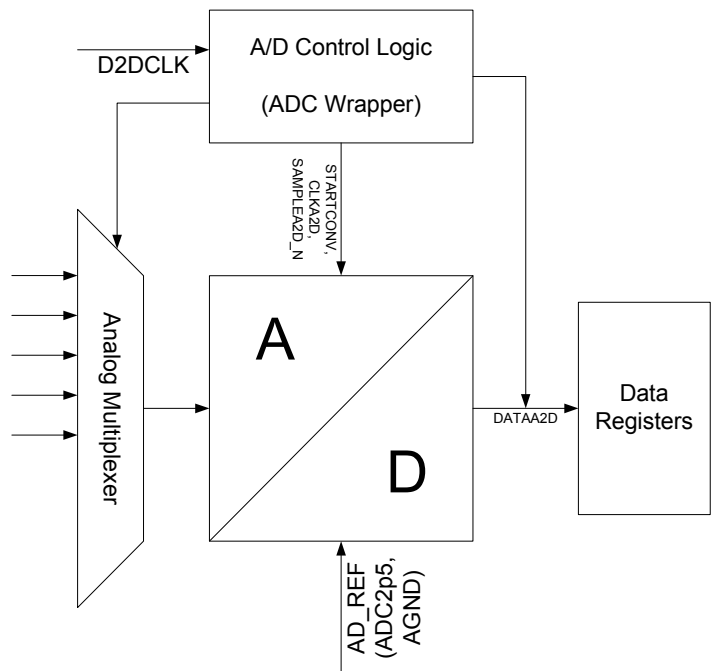 A/D Control Logic
(ADC Wrapper)
D2DCLK
STARTCONV,
CLKA2D,
SAMPLEA2D_N
Analog Multiplexer
A
D
DATAA2D
Data
Registers
AD_REF
(ADC2p5,
AGND)